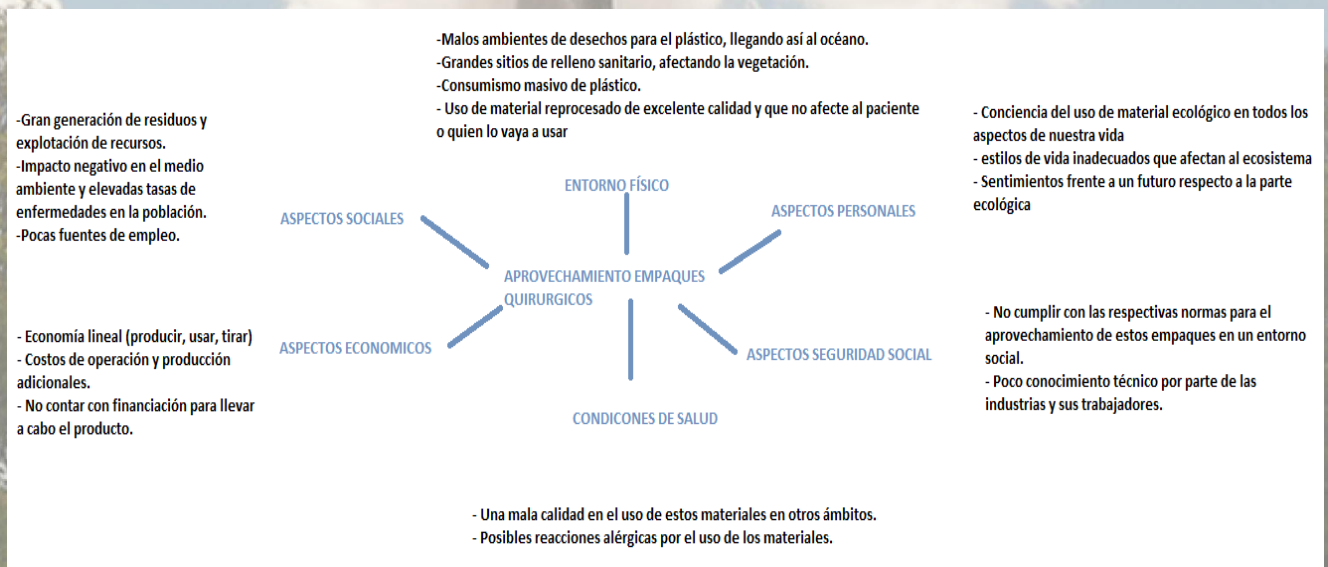 -Malos ambientes de desechos para el plástico, llegando así al océano.
-Grandes sitios de relleno sanitario, afectando la vegetación.
-Consumismo masivo de plástico.
- Uso de material reprocesado de excelente calidad y que no afecte al paciente
o quien lo vaya a usar
-Gran generación de residuos y
explotación de recursos.
-Impacto negativo en el medio
ambiente y elevadas tasas de
enfermedades en la población.
-Pocas fuentes de empleo.
- Conciencia del uso de material ecológico en todos los
aspectos de nuestra vida
- estilos de vida inadecuados que afectan al ecosistema
- Sentimientos frente a un futuro respecto a la parte
ecológica
ENTORNO FÍSICO
ASPECTOS SOCIALES
ASPECTOS PERSONALES
APROVECHAMIENTO EMPAQUES
QUIRURGICOS
- Economía lineal (producir, usar, tirar)
- Costos de operación y producción
adicionales.
- No contar con financiación para llevar
a cabo el producto.
ASPECTOS ECONOMICOS
ASPECTOS SEGURIDAD SOCIAL
- No cumplir con las respectivas normas para el
aprovechamiento de estos empaques en un entorno
social.
- Poco conocimiento técnico por parte de las
industrias y sus trabajadores.
CONDICONES DE SALUD
- Una mala calidad en el uso de estos materiales en otros ámbitos.
- Posibles reacciones alérgicas por el uso de los materiales.